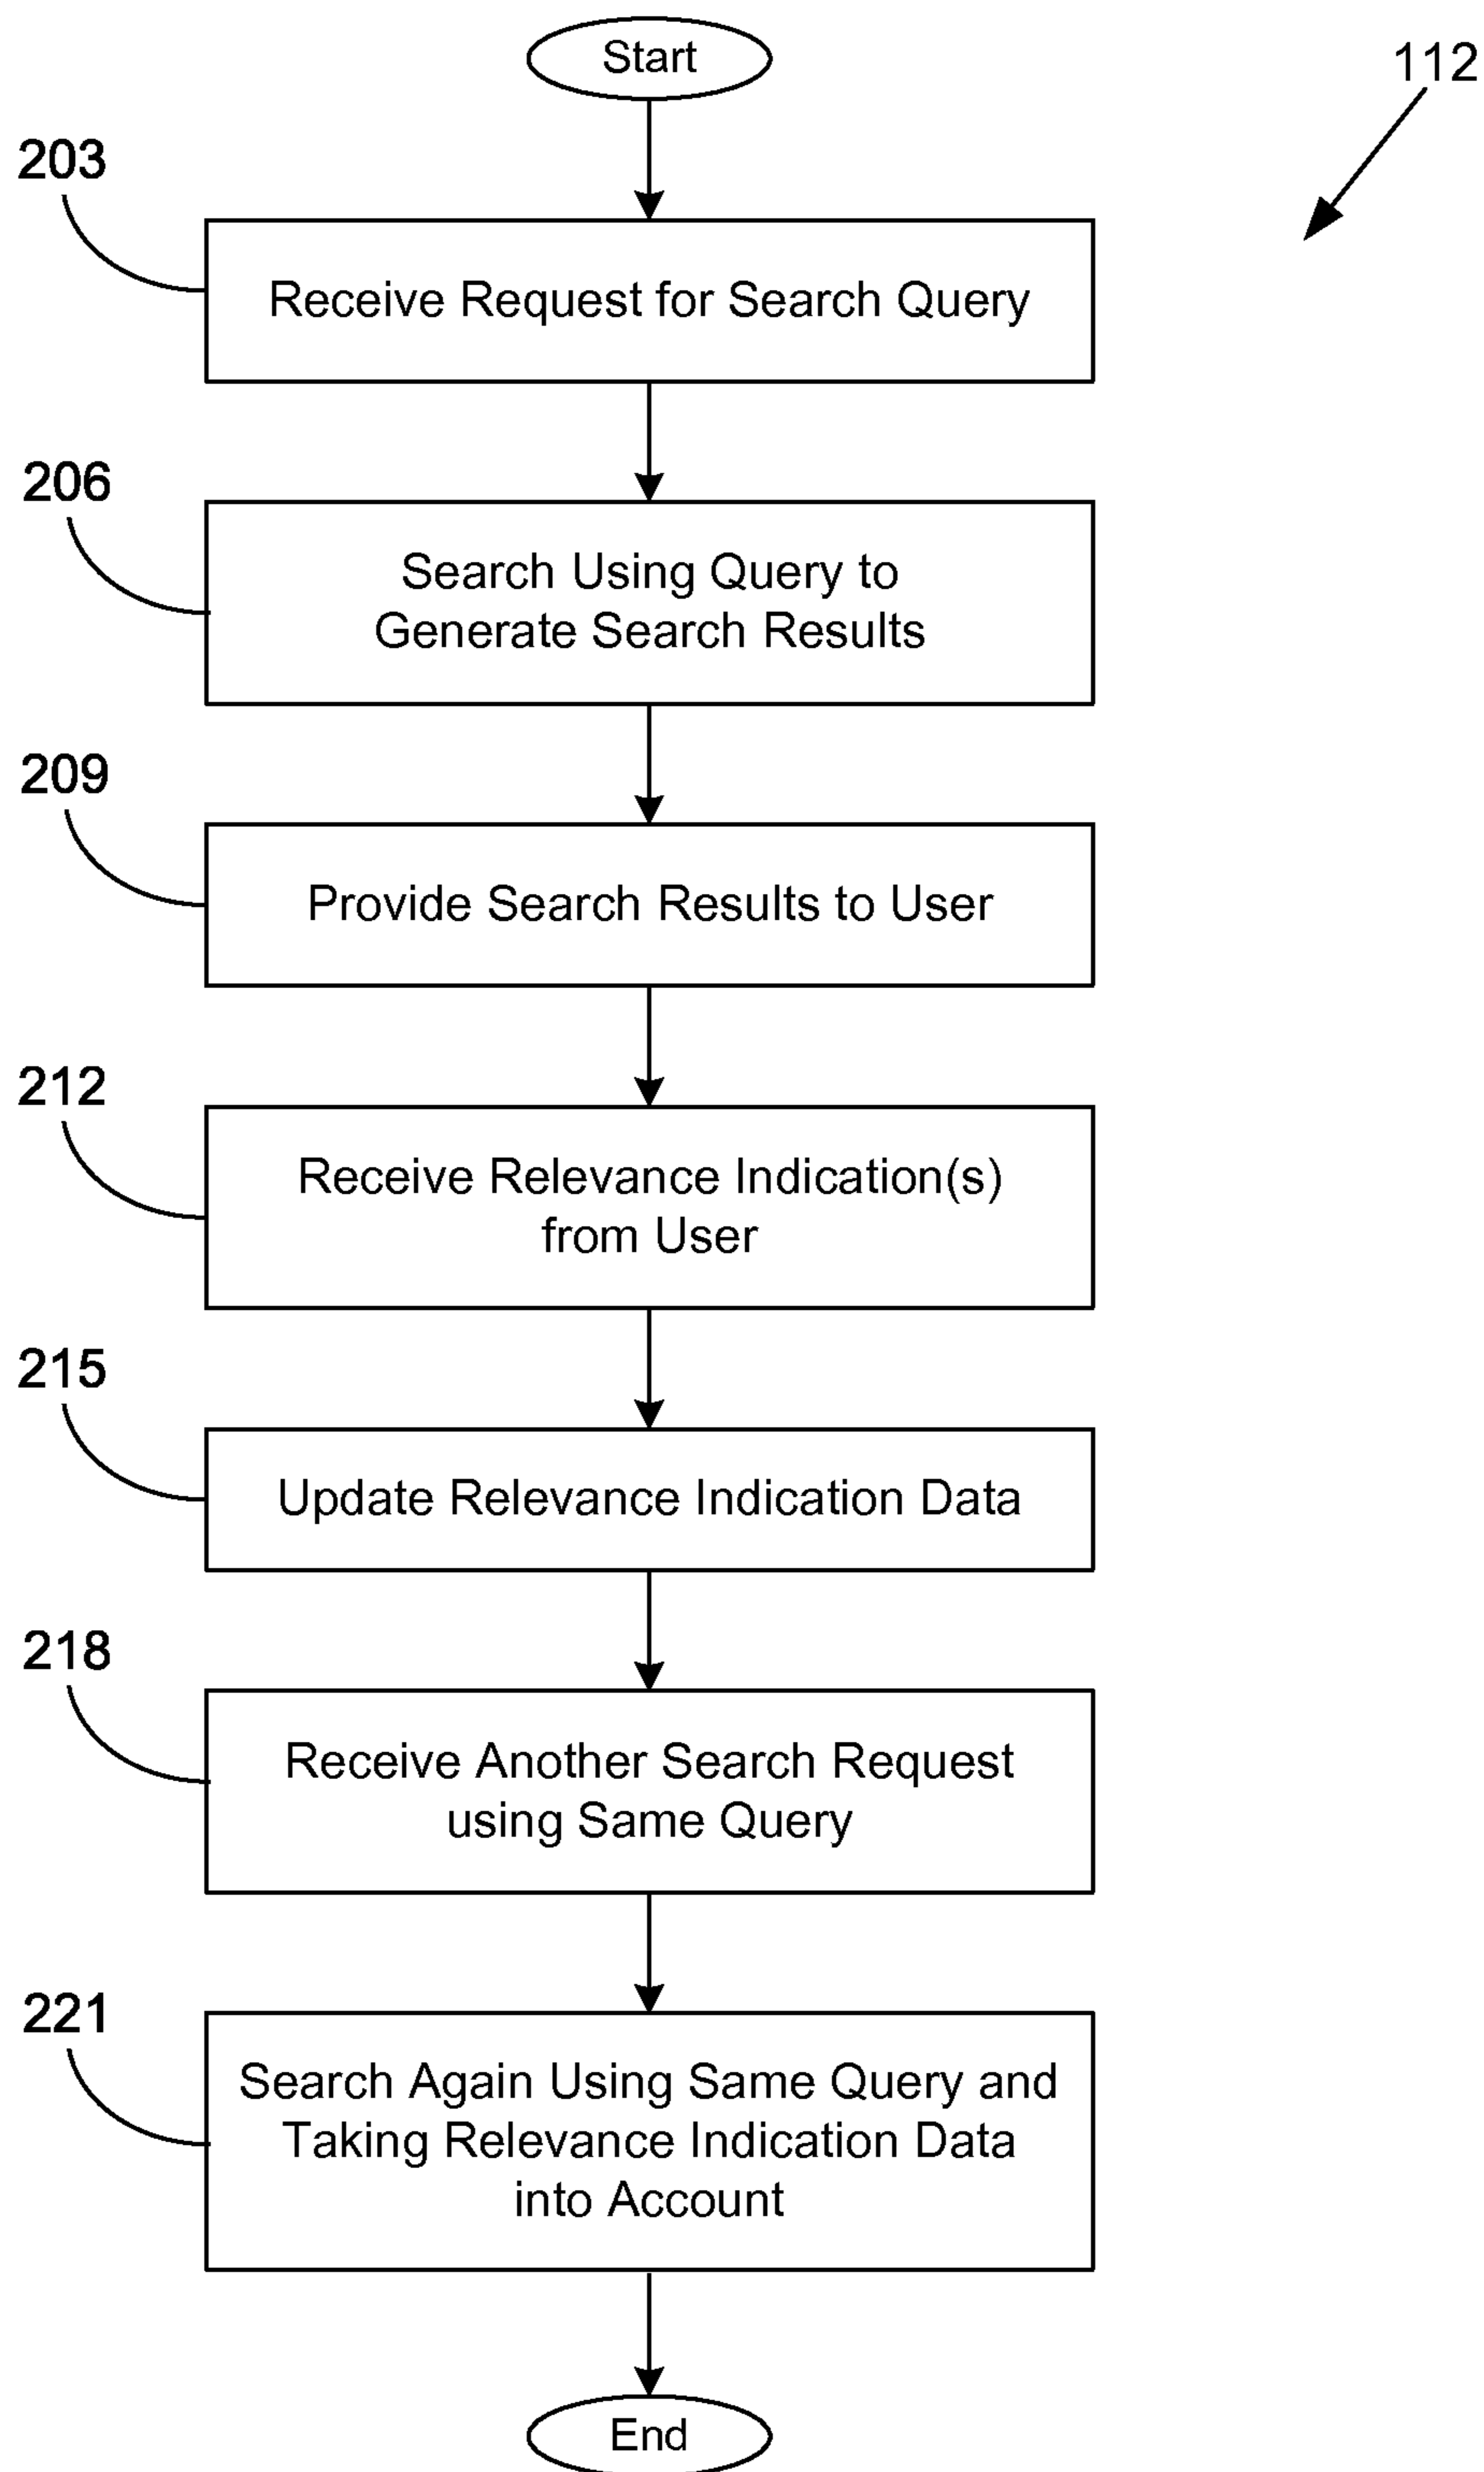 Start
112
203
Receive Request for Search Query
206
Search Using Query to
Generate Search Results
209
Provide Search Results to User
212
Receive Relevance Indication(s)
from User
215
Update Relevance Indication Data
218
Receive Another Search Request
using Same Query
221
Search Again Using Same Query and
Taking Relevance Indication Data
into Account
End